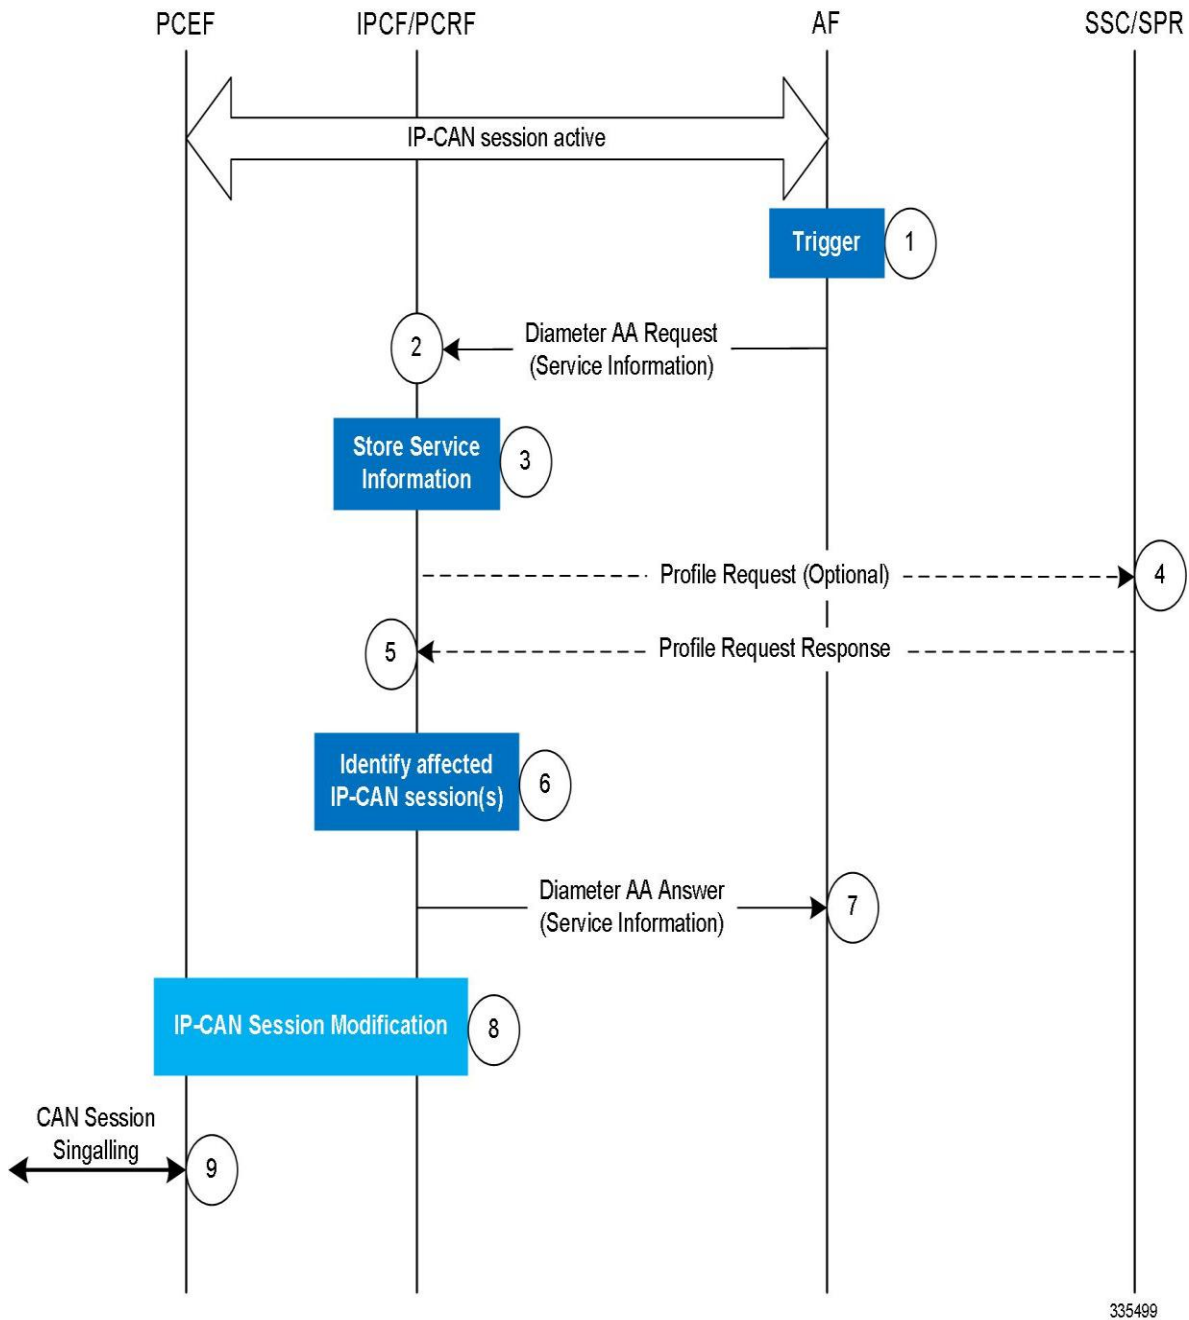 PCEF IPCF/PCRF AF SSC/SPR
IP-CAN session active
Trigger 1
Diameter AA Request
2
(Service Information)
Store Service
3
Information
Profile Request (Optional) 4
5 Profile Request Response
Identify affected
6
IP-CAN session(s)
Diameter AA Answer
7
(Service Information)
IP-CAN Session Modification 8
CAN Session
Singalling
9
335499